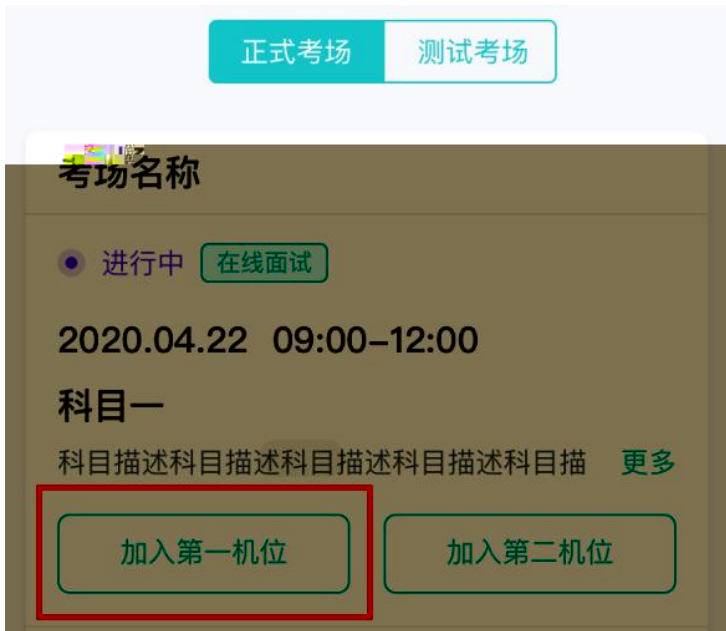 正式考场 测试考场
考场名称
进行中 在线面试
2020.04.22 09:00-12:00
科目一
科目描述科目描述科目描述科目描述科目描 更多
加入第一机位 加入第二机位